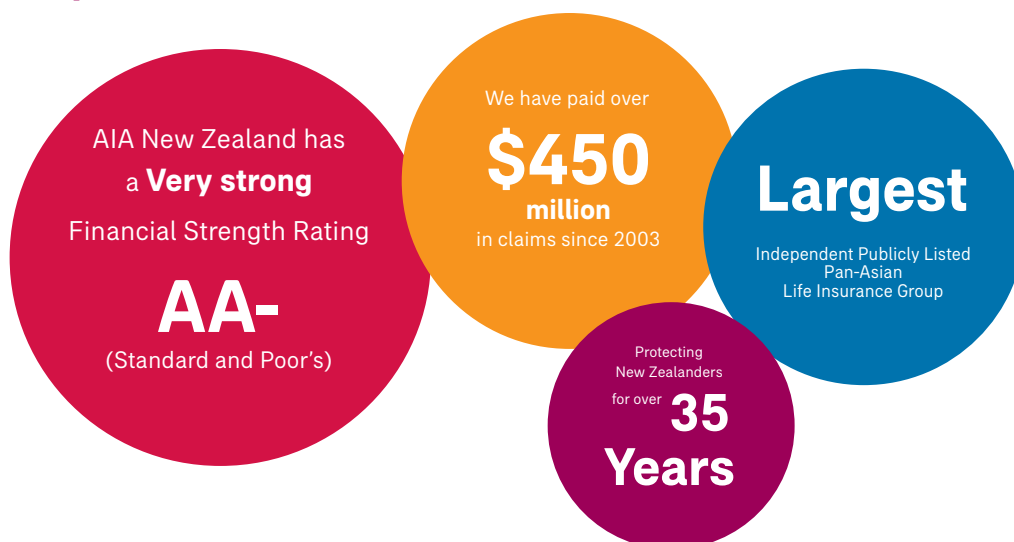 AIA New Zealand has
a Very strong
Financial Strength Rating
AA-
(Standard and Poor's)
We have paid over
$450
million
in claims since 2003
Largest
Independent Publicly Listed
Pan-Asian
Life Insurance Group
Protecting
New Zealanders
for over 35
Years